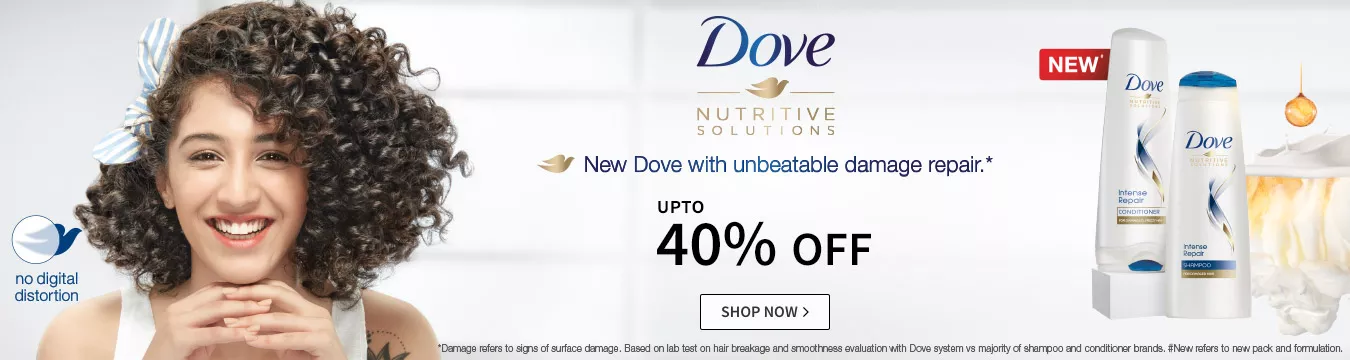 Dove
NUTRITIVE
SOLUTIONS
New Dove with unbeatable damage repair.*
UPTO
40% OFF
SHOP NOW >
no digital
distortion
NEW*
Dove
NUTRITIVE
SOLUTIONS
Intense
Repair
CONDITIONER
Dove
NUTRITIVE
SOLUTIONS
Intense
Repair
SHAMPOO
*Damage refers to signs of surface damage. Based on lab test on hair breakage and smoothness evaluation with Dove system vs majority of shampoo and conditioner brands. #New refers to new pack and formulation.